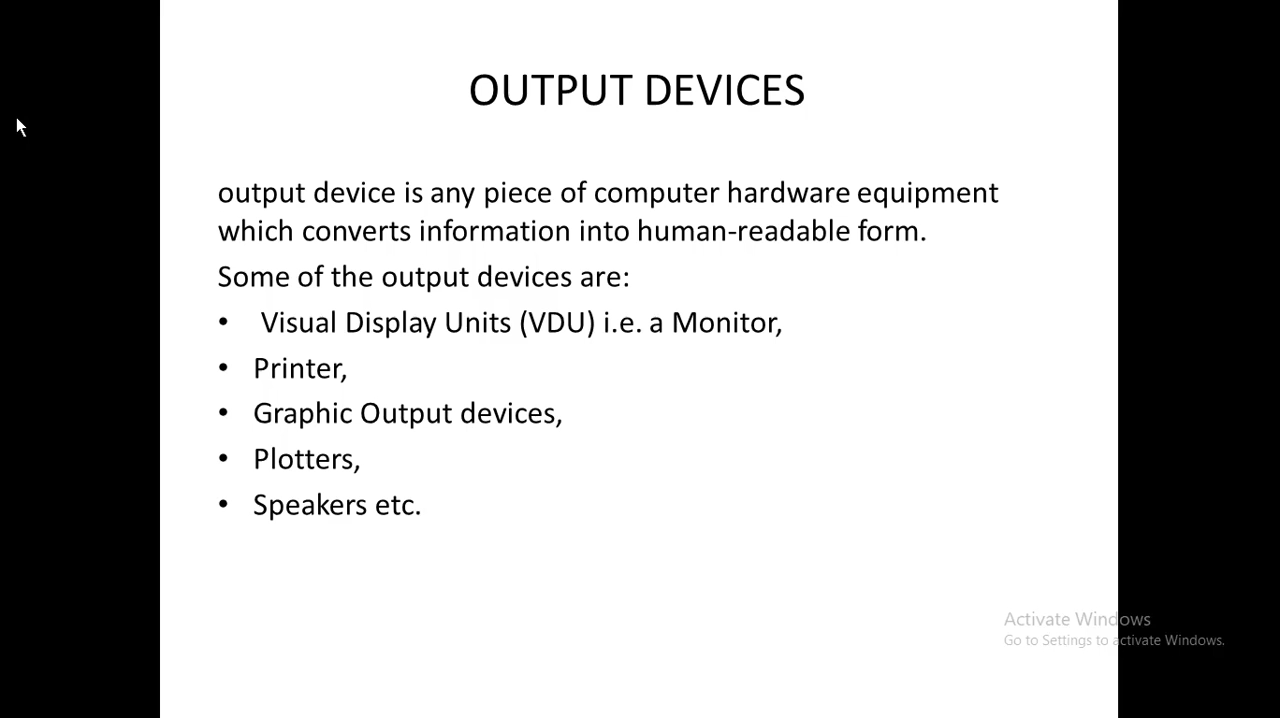 OUTPUT DEVICES
output device is any piece of computer hardware equipment
which converts information into human-readable form.
Some of the output devices are:
• Visual Display Units (VDU) i.e. a Monitor,
• Printer,
• Graphic Output devices,
• Plotters,
• Speakers etc.
Activate Windows
Go to Settings to activate Windows.